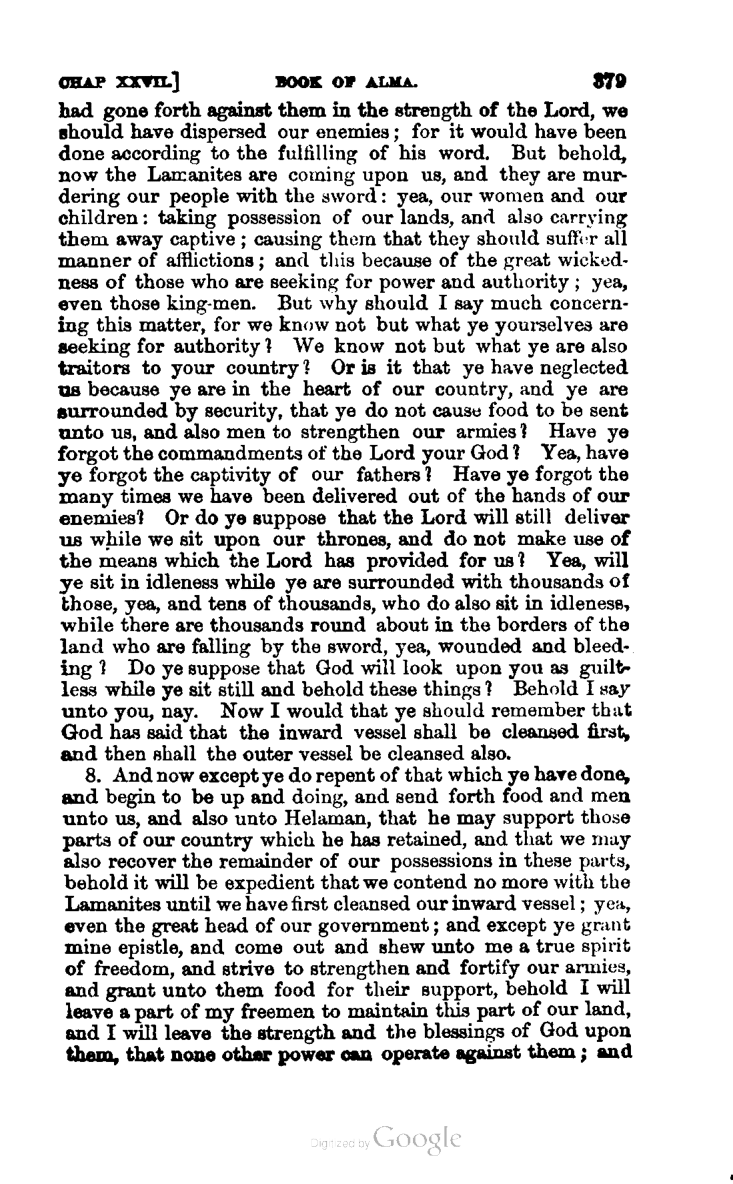 CHAP XXVII.] BOOK OF ALMA. 379
had gone forth against them in the strength of the Lord, we
should have dispersed our enemies; for it would have been
done according to the fulfilling of his word. But behold,
now the Lamanites are coming upon us, and they are mur-
dering our people with the sword: yea, our women and our
children: taking possession of our lands, and also carrying
them away captive; causing them that they should suffer all
manner of afflictions; and this because of the great wicked-
ness of those who are seeking for power and authority; yea,
even those king-men. But why should I say much concern-
ing this matter, for we know not but what ye yourselves are
seeking for authority? We know not but what ye are also
traitors to your country? Or is it that ye have neglected
us because ye are in the heart of our country, and ye are
surrounded by security, that ye do not cause food to be sent
unto us, and also men to strengthen our armies? Have ye
forgot the commandments of the Lord your God? Yea, have
ye forgot the captivity of our fathers? Have ye forgot the
many times we have been delivered out of the hands of our
enemies? Or do ye suppose that the Lord will still deliver
us while we sit upon our thrones, and do not make use of
the means which the Lord has provided for us? Yea, will
ye sit in idleness while ye are surrounded with thousands of
those, yea, and tens of thousands, who do also sit in idleness,
while there are thousands round about in the borders of the
land who are falling by the sword, yea, wounded and bleed-
ing? Do ye suppose that God will look upon you as guilt-
less while ye sit still and behold these things? Behold I say
unto you, nay. Now I would that ye should remember that
God has said that the inward vessel shall be cleansed first,
and then shall the outer vessel be cleansed also.
8. And now except ye do repent of that which ye have done,
and begin to be up and doing, and send forth food and men
unto us, and also unto Helaman, that he may support those
parts of our country which he has retained, and that we may
also recover the remainder of our possessions in these parts,
behold it will be expedient that we contend no more with the
Lamanites until we have first cleansed our inward vessel; yea,
even the great head of our government; and except ye grant
mine epistle, and come out and shew unto me a true spirit
of freedom, and strive to strengthen and fortify our armies,
and grant unto them food for their support, behold I will
leave a part of my freemen to maintain this part of our land,
and I will leave the strength and the blessings of God upon
them, that none other power can operate against them; and
Digitized by Google